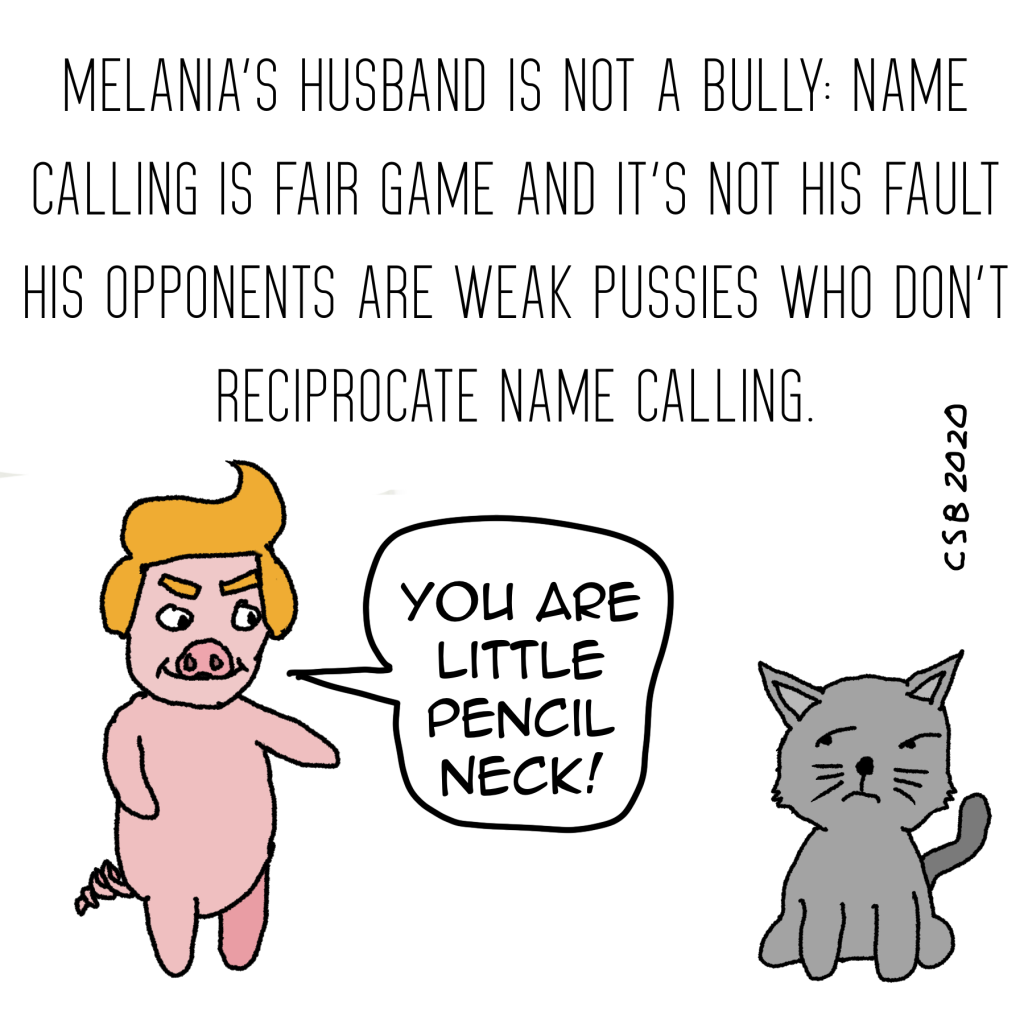 MELANIA'S HUSBAND IS NOT A BULLY: NAME
CALLING IS FAIR GAME AND IT'S NOT HIS FAULT
HIS OPPONENTS ARE WEAK PUSSIES WHO DON'T
RECIPROCATE NAME CALLING.
CSB 2020
YOU ARE
LITTLE
PENCIL
NECK!